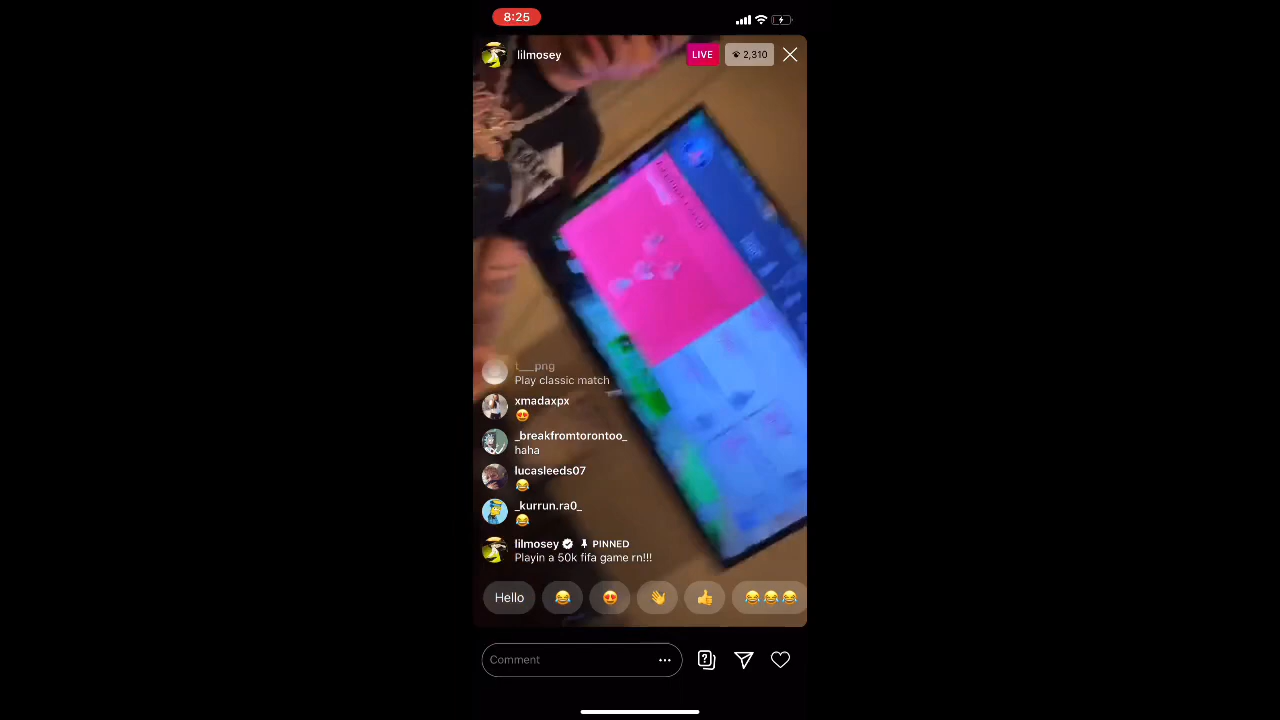 8:25
lilmosey
LIVE
2,310
t___png
Play classic match
xmadaxpx
_breakfromtorontoo_
haha
lucasleeds07
_kurrun.ra0_
lilmosey PINNED
Playin a 50k fifa game rn!!!
Hello
Comment